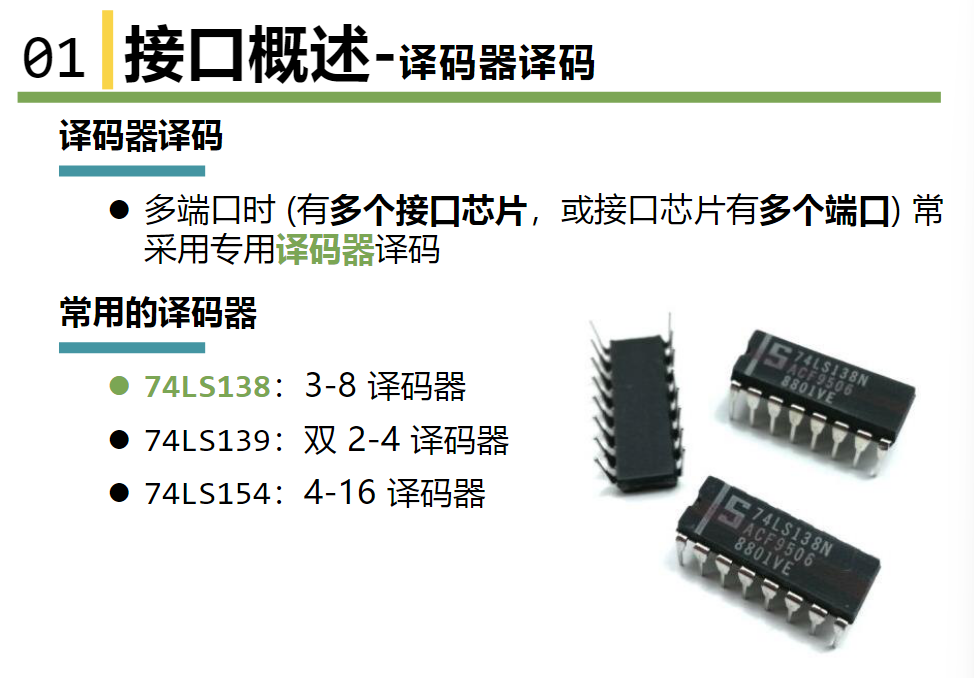 01 接口概述-译码器译码
译码器译码
● 多端口时 (有多个接口芯片，或接口芯片有多个端口) 常
采用专用译码器译码
常用的译码器
● 74LS138：3-8 译码器
● 74LS139：双 2-4 译码器
● 74LS154：4-16 译码器
S 74LS138N
ACF9506
8801VE
S 74LS138N
ACF9506
8801VE